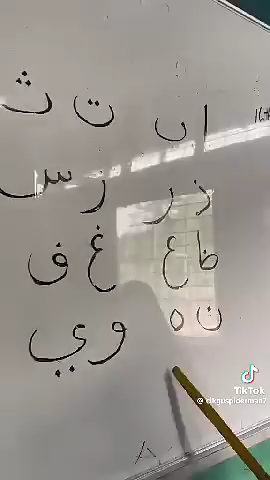 ا ب ت ث
ذ ر ز س
ظ ع غ ف
ن ه و ي
TikTok